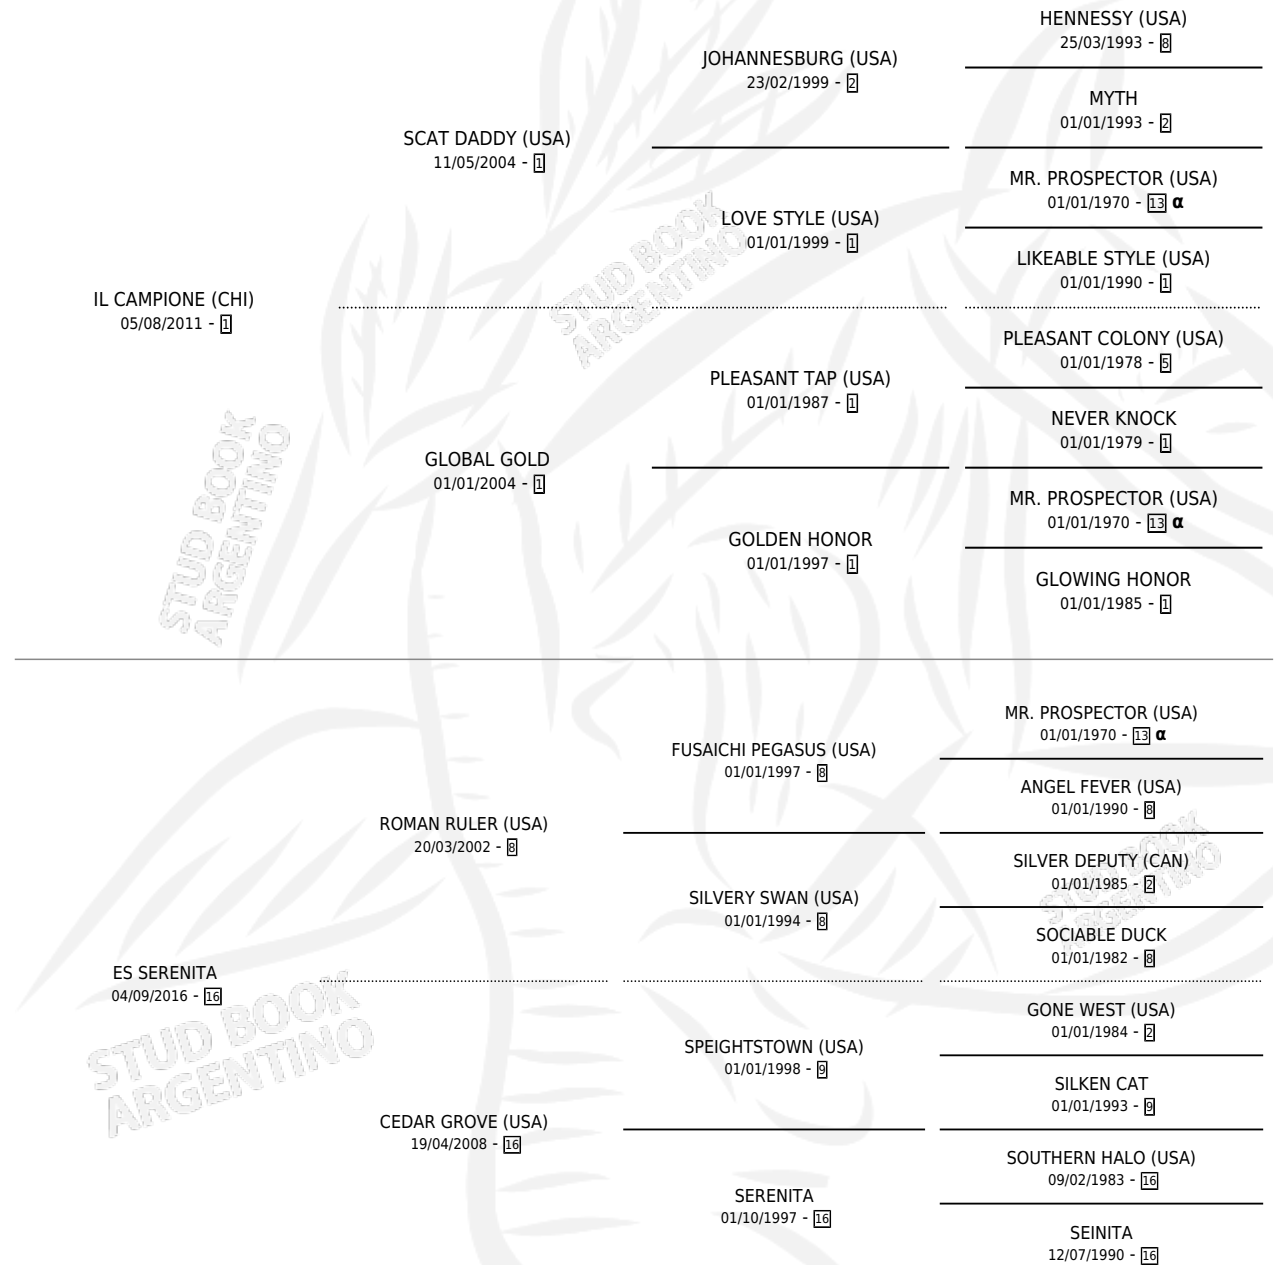 HENNESSY (USA)
25/03/1993 - 8
JOHANNESBURG (USA)
23/02/1999 - 2
MYTH
01/01/1993 - 2
SCAT DADDY (USA)
11/05/2004 - 1
MR. PROSPECTOR (USA)
01/01/1970 - 13 α
LOVE STYLE (USA)
01/01/1999 - 1
LIKEABLE STYLE (USA)
01/01/1990 - 1
IL CAMPIONE (CHI)
05/08/2011 - 1
PLEASANT COLONY (USA)
01/01/1978 - 5
PLEASANT TAP (USA)
01/01/1987 - 1
NEVER KNOCK
01/01/1979 - 1
GLOBAL GOLD
01/01/2004 - 1
MR. PROSPECTOR (USA)
01/01/1970 - 13 α
GOLDEN HONOR
01/01/1997 - 1
GLOWING HONOR
01/01/1985 - 1
MR. PROSPECTOR (USA)
01/01/1970 - 13 α
FUSAICHI PEGASUS (USA)
01/01/1997 - 8
ANGEL FEVER (USA)
01/01/1990 - 8
ROMAN RULER (USA)
20/03/2002 - 8
SILVER DEPUTY (CAN)
01/01/1985 - 2
SILVERY SWAN (USA)
01/01/1994 - 8
SOCIABLE DUCK
01/01/1982 - 8
ES SERENITA
04/09/2016 - 16
GONE WEST (USA)
01/01/1984 - 2
SPEIGHTSTOWN (USA)
01/01/1998 - 9
SILKEN CAT
01/01/1993 - 9
CEDAR GROVE (USA)
19/04/2008 - 16
SOUTHERN HALO (USA)
09/02/1983 - 16
SERENITA
01/10/1997 - 16
SEINITA
12/07/1990 - 16
STUD BOOK
ARGENTINO
STUD BOOK
ARGENTINO
STUD BOOK
ARGENTINO
STUD BOOK
ARGENTINO